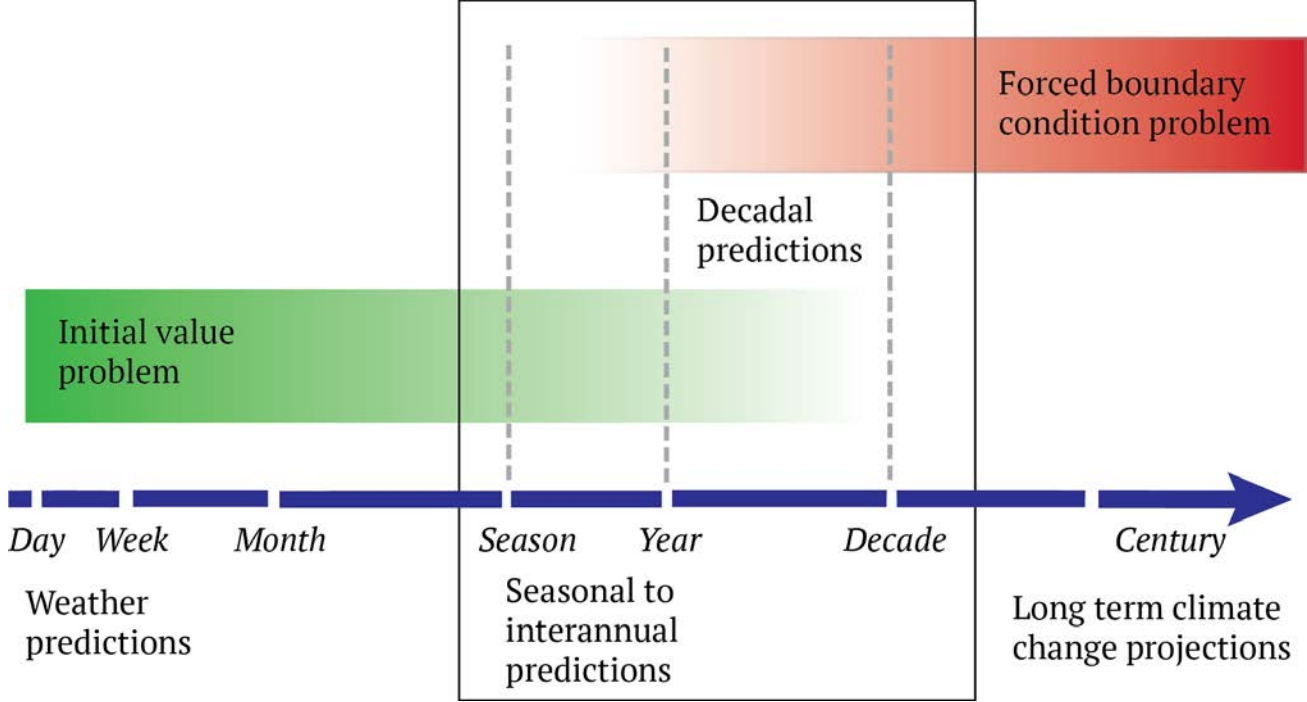 Forced boundary
condition problem
Decadal
predictions
Initial value
problem
Day Week Month Season Year Decade Century
Weather
predictions
Seasonal to
interannual
predictions
Long term climate
change projections